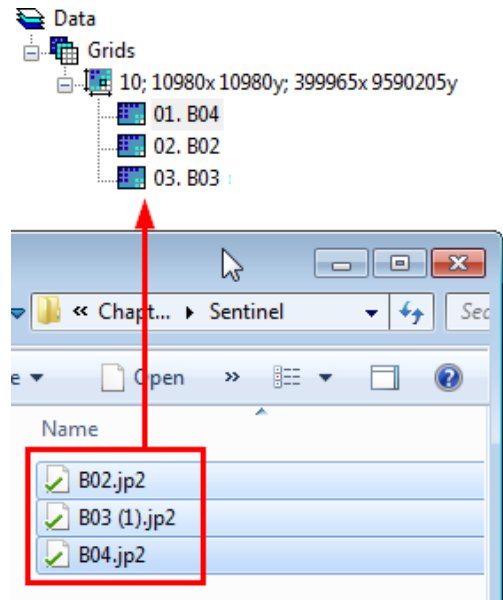 Data
Grids
10; 10980x 10980y; 399965x 9590205y
01. B04
02. B02
03. B03
« Chapt... ▸ Sentinel
Sec
e
Open
»
Name
B02.jp2
B03 (1).jp2
B04.jp2